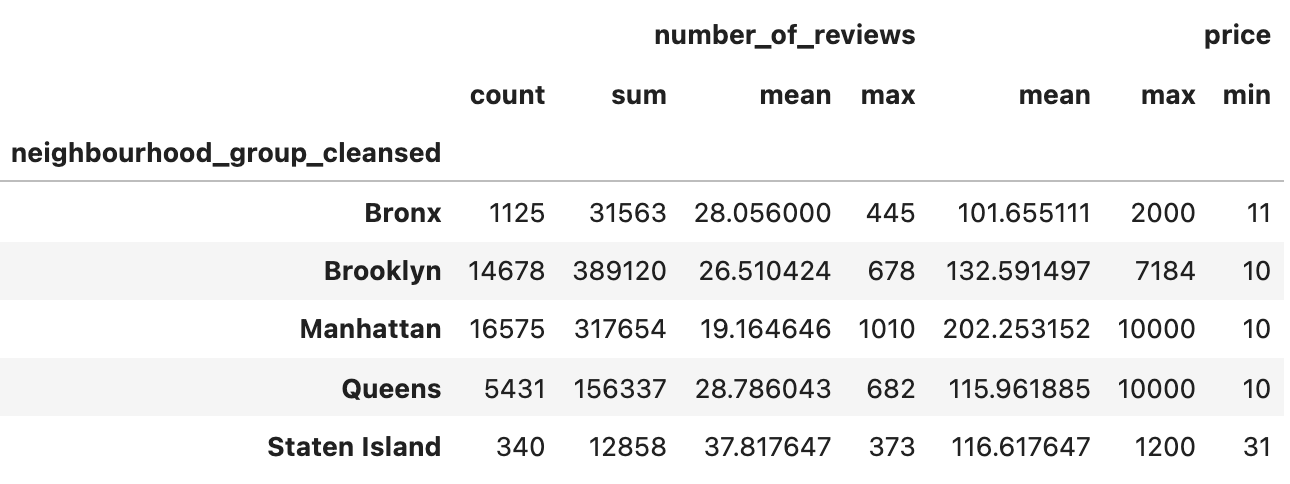 number_of_reviews price
count sum mean max mean max min
neighbourhood_group_cleansed
Bronx 1125 31563 28.056000 445 101.655111 2000 11
Brooklyn 14678 389120 26.510424 678 132.591497 7184 10
Manhattan 16575 317654 19.164646 1010 202.253152 10000 10
Queens 5431 156337 28.786043 682 115.961885 10000 10
Staten Island 340 12858 37.817647 373 116.617647 1200 31